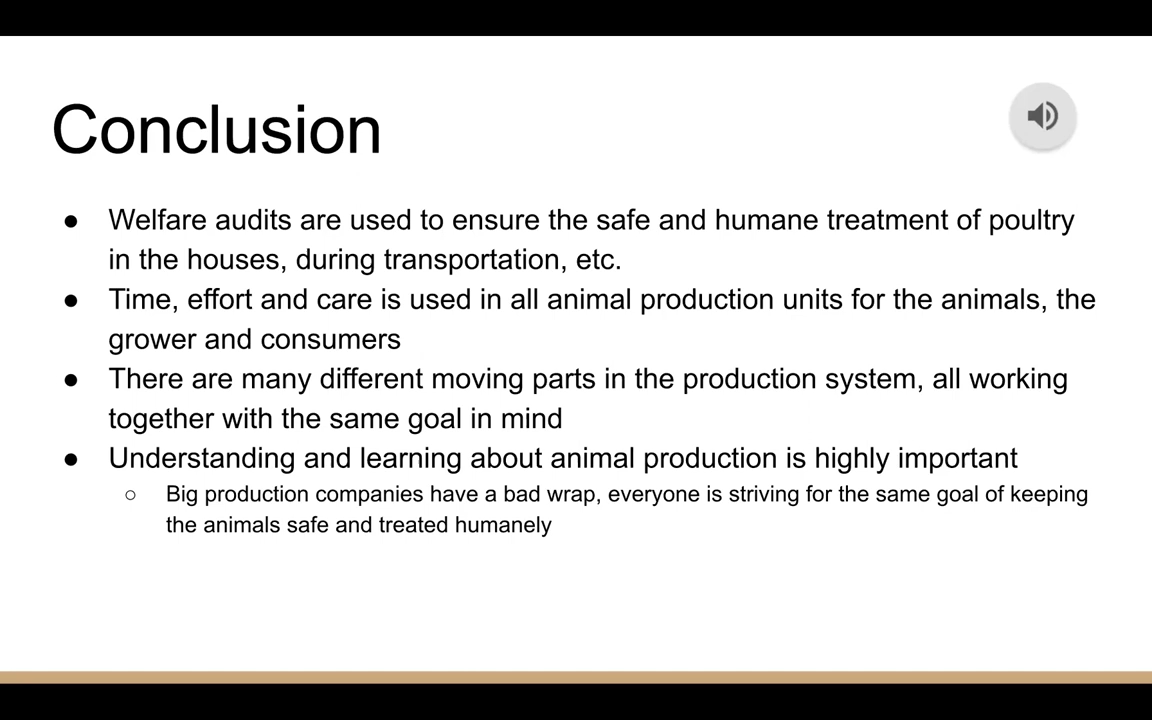 Conclusion
● Welfare audits are used to ensure the safe and humane treatment of poultry
in the houses, during transportation, etc.
● Time, effort and care is used in all animal production units for the animals, the
grower and consumers
● There are many different moving parts in the production system, all working
together with the same goal in mind
● Understanding and learning about animal production is highly important
○ Big production companies have a bad wrap, everyone is striving for the same goal of keeping
the animals safe and treated humanely